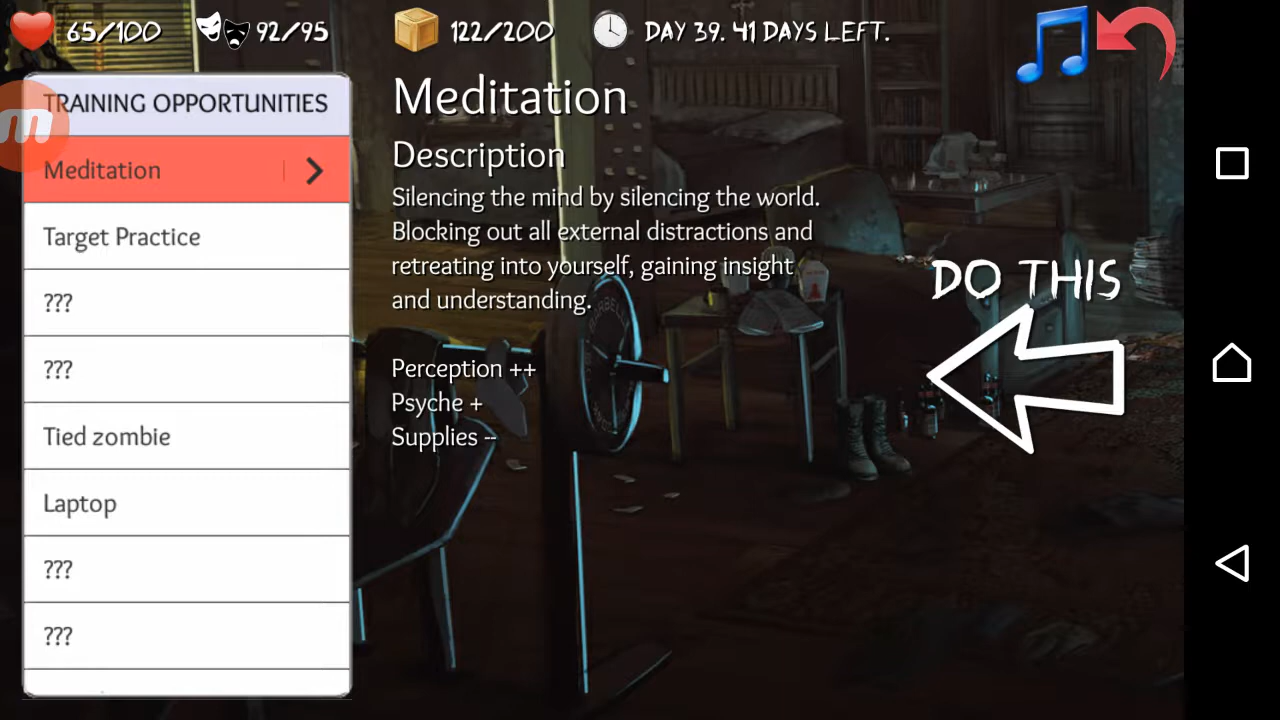 65/100 92/95 122/200 DAY 39. 41 DAYS LEFT.
TRAINING OPPORTUNITIES
Meditation
Target Practice
???
???
Tied zombie
Laptop
???
???
Meditation
Description
Silencing the mind by silencing the world.
Blocking out all external distractions and
retreating into yourself, gaining insight
and understanding.
Perception ++
Psyche +
Supplies --
DO THIS